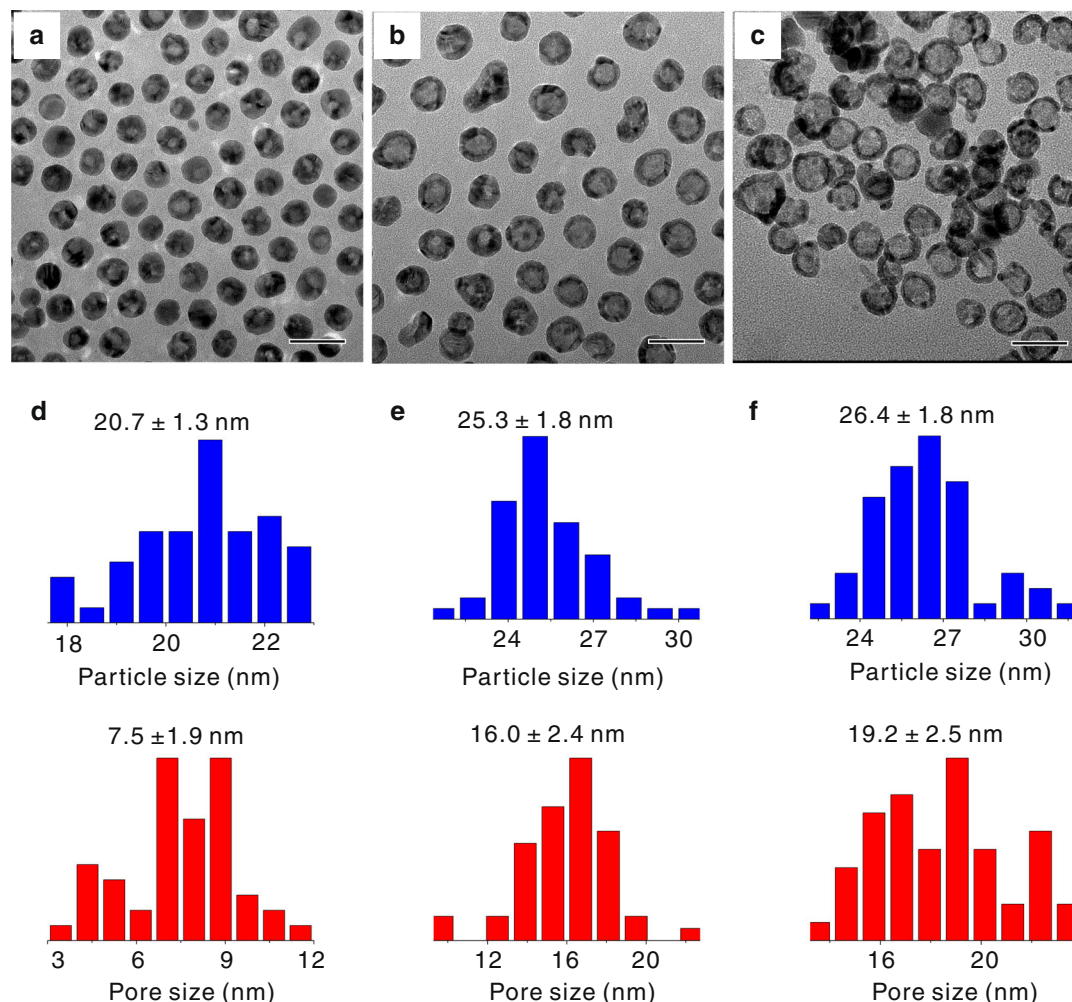 a
b
c
d
e
f
20.7 ± 1.3 nm
25.3 ± 1.8 nm
26.4 ± 1.8 nm
18 20 22
24 27 30
24 27 30
Particle size (nm)
Particle size (nm)
Particle size (nm)
7.5 ±1.9 nm
16.0 ± 2.4 nm
19.2 ± 2.5 nm
3 6 9 12
12 16 20
16 20
Pore size (nm)
Pore size (nm)
Pore size (nm)